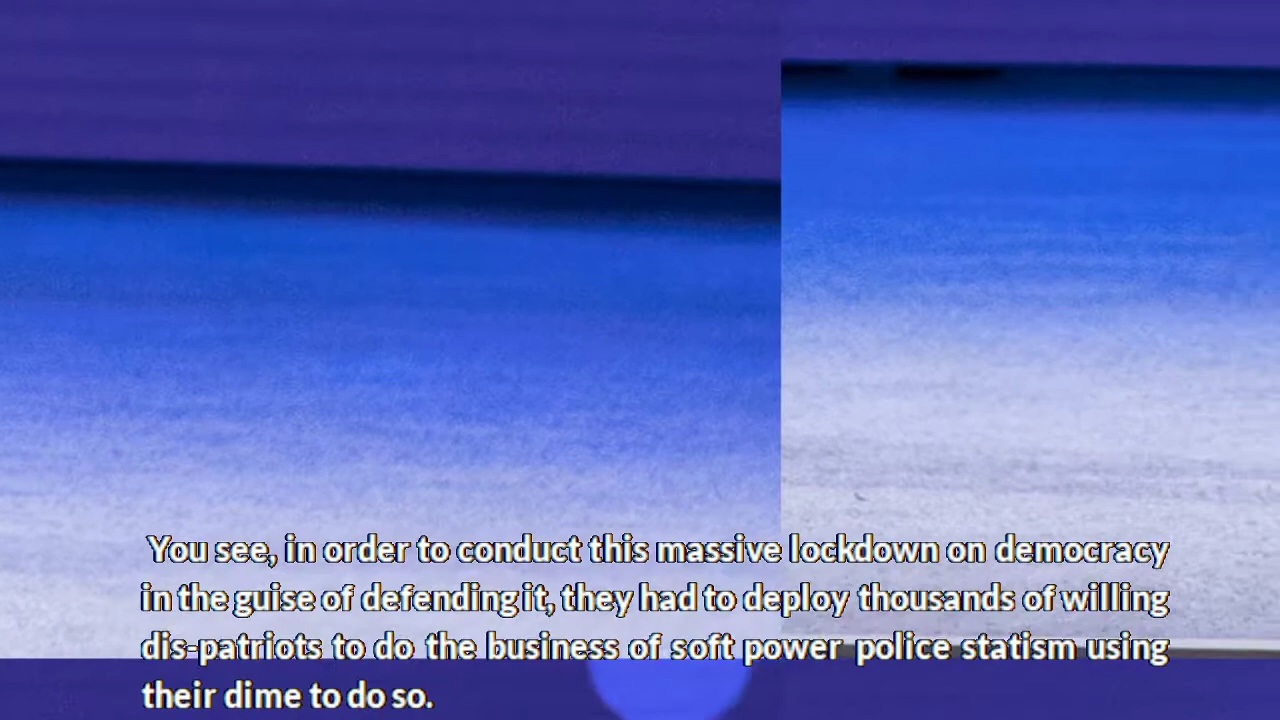 You see, in order to conduct this massive lockdown on democracy
in the guise of defending it, they had to deploy thousands of willing
dis-patriots to do the business of soft power police statism using
their dime to do so.